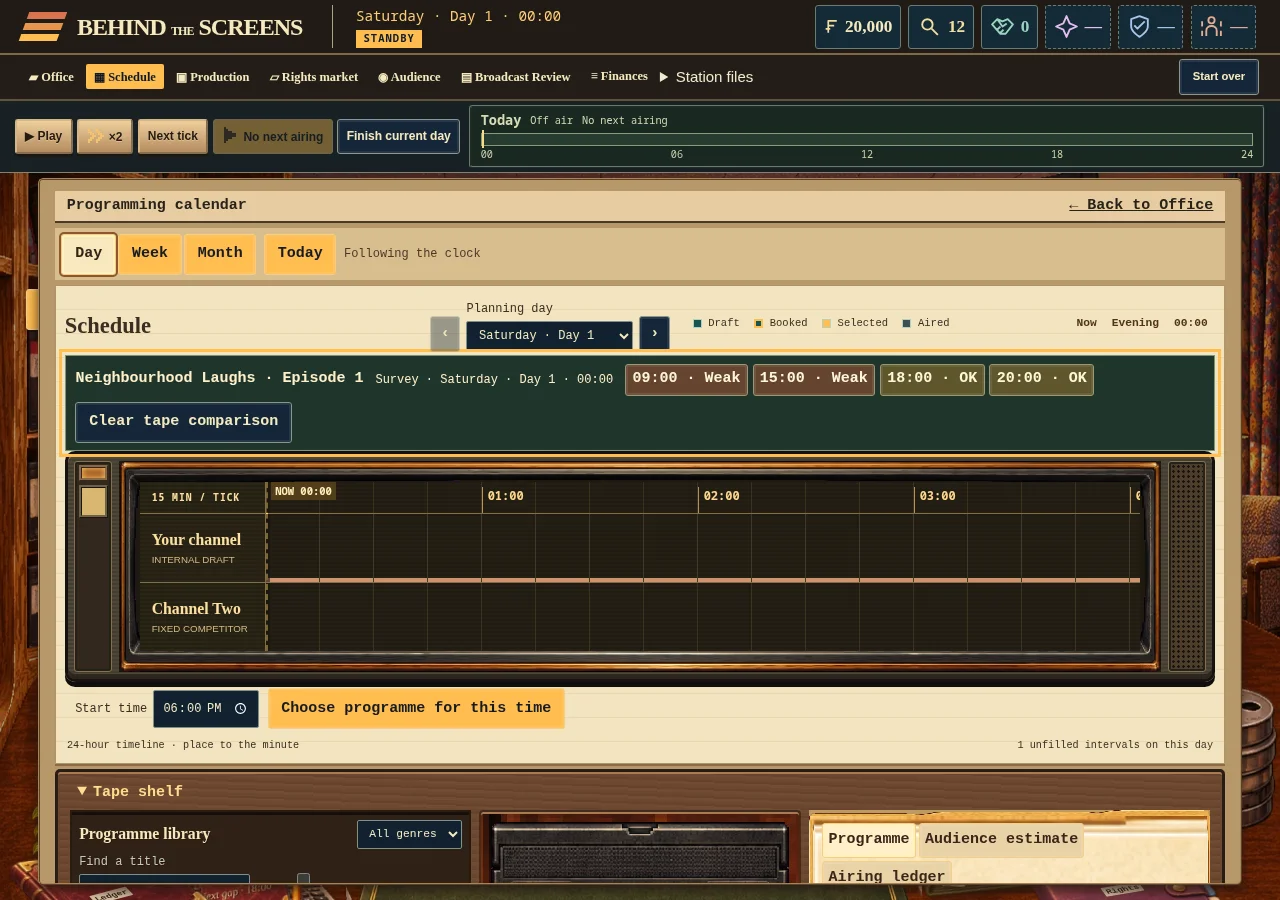 BEHIND THE SCREENS
Saturday · Day 1 · 00:00
STANDBY
₣ 20,000
12
0
—
—
—
Office
Schedule
Production
Rights market
Audience
Broadcast Review
Finances
▶ Station files
Start over
▶ Play
×2
Next tick
No next airing
Finish current day
Today Off air No next airing
00 06 12 18 24
Programming calendar
← Back to Office
Day
Week
Month
Today
Following the clock
Schedule
‹
Planning day
Saturday · Day 1
›
Draft
Booked
Selected
Aired
Now Evening 00:00
Neighbourhood Laughs · Episode 1
Survey · Saturday · Day 1 · 00:00
09:00 · Weak
15:00 · Weak
18:00 · OK
20:00 · OK
Clear tape comparison
15 MIN / TICK
NOW 00:00
01:00
02:00
03:00
Your channel
INTERNAL DRAFT
Channel Two
FIXED COMPETITOR
Start time
06:00 PM
Choose programme for this time
24-hour timeline · place to the minute
1 unfilled intervals on this day
▼ Tape shelf
Programme library
All genres
Find a title
Programme
Audience estimate
Airing ledger
Ledger
Next gap · 18:00
Rights